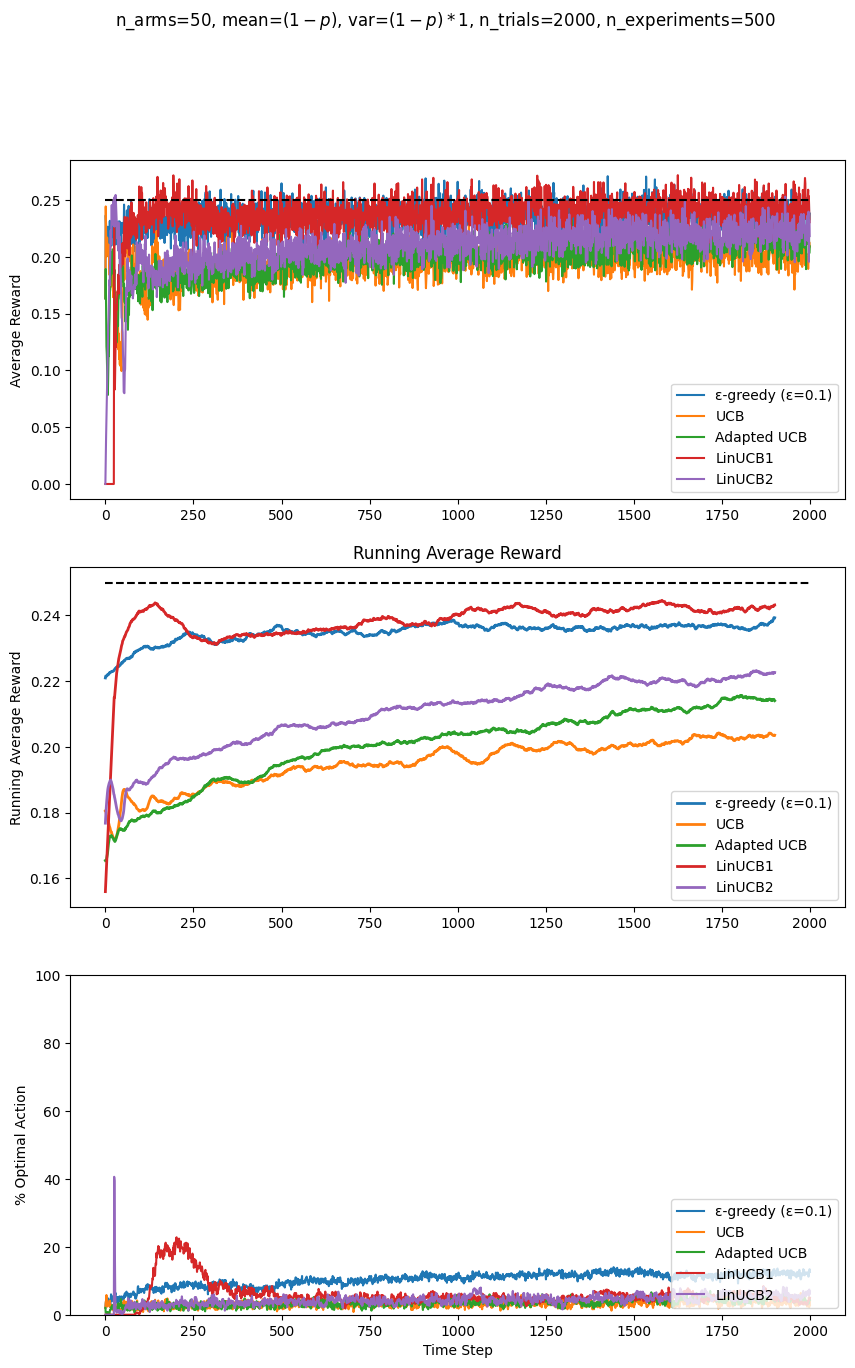 n_arms=50, mean=(1 − p), var=(1 − p) * 1, n_trials=2000, n_experiments=500
Average Reward
0.25
0.20
0.15
0.10
0.05
0.00
0 250 500 750 1000 1250 1500 1750 2000
ε-greedy (ε=0.1)
UCB
Adapted UCB
LinUCB1
LinUCB2
Running Average Reward
Running Average Reward
0.24
0.22
0.20
0.18
0.16
0 250 500 750 1000 1250 1500 1750 2000
ε-greedy (ε=0.1)
UCB
Adapted UCB
LinUCB1
LinUCB2
% Optimal Action
100
80
60
40
20
0
0 250 500 750 1000 1250 1500 1750 2000
ε-greedy (ε=0.1)
UCB
Adapted UCB
LinUCB1
LinUCB2
Time Step